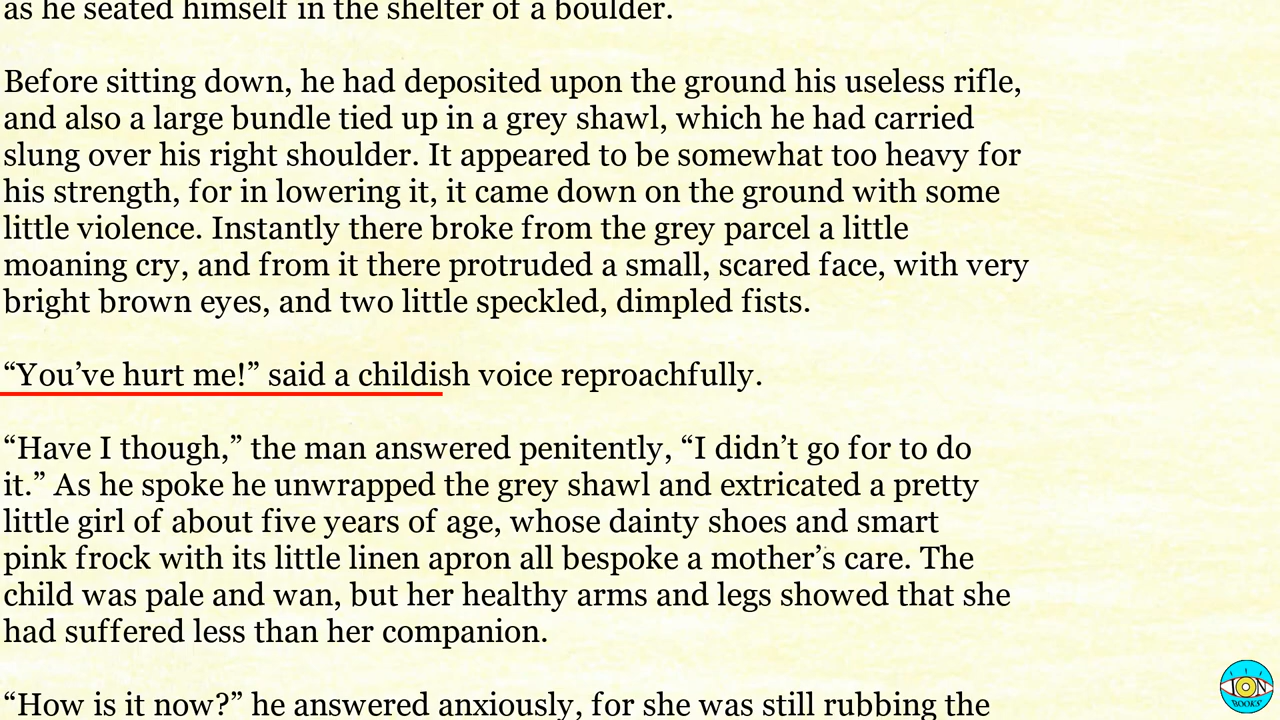 as he seated himself in the shelter of a boulder.
Before sitting down, he had deposited upon the ground his useless rifle,
and also a large bundle tied up in a grey shawl, which he had carried
slung over his right shoulder. It appeared to be somewhat too heavy for
his strength, for in lowering it, it came down on the ground with some
little violence. Instantly there broke from the grey parcel a little
moaning cry, and from it there protruded a small, scared face, with very
bright brown eyes, and two little speckled, dimpled fists.
“You’ve hurt me!” said a childish voice reproachfully.
“Have I though,” the man answered penitently, “I didn’t go for to do
it.” As he spoke he unwrapped the grey shawl and extricated a pretty
little girl of about five years of age, whose dainty shoes and smart
pink frock with its little linen apron all bespoke a mother’s care. The
child was pale and wan, but her healthy arms and legs showed that she
had suffered less than her companion.
“How is it now?” he answered anxiously, for she was still rubbing the
ION
BOOKS